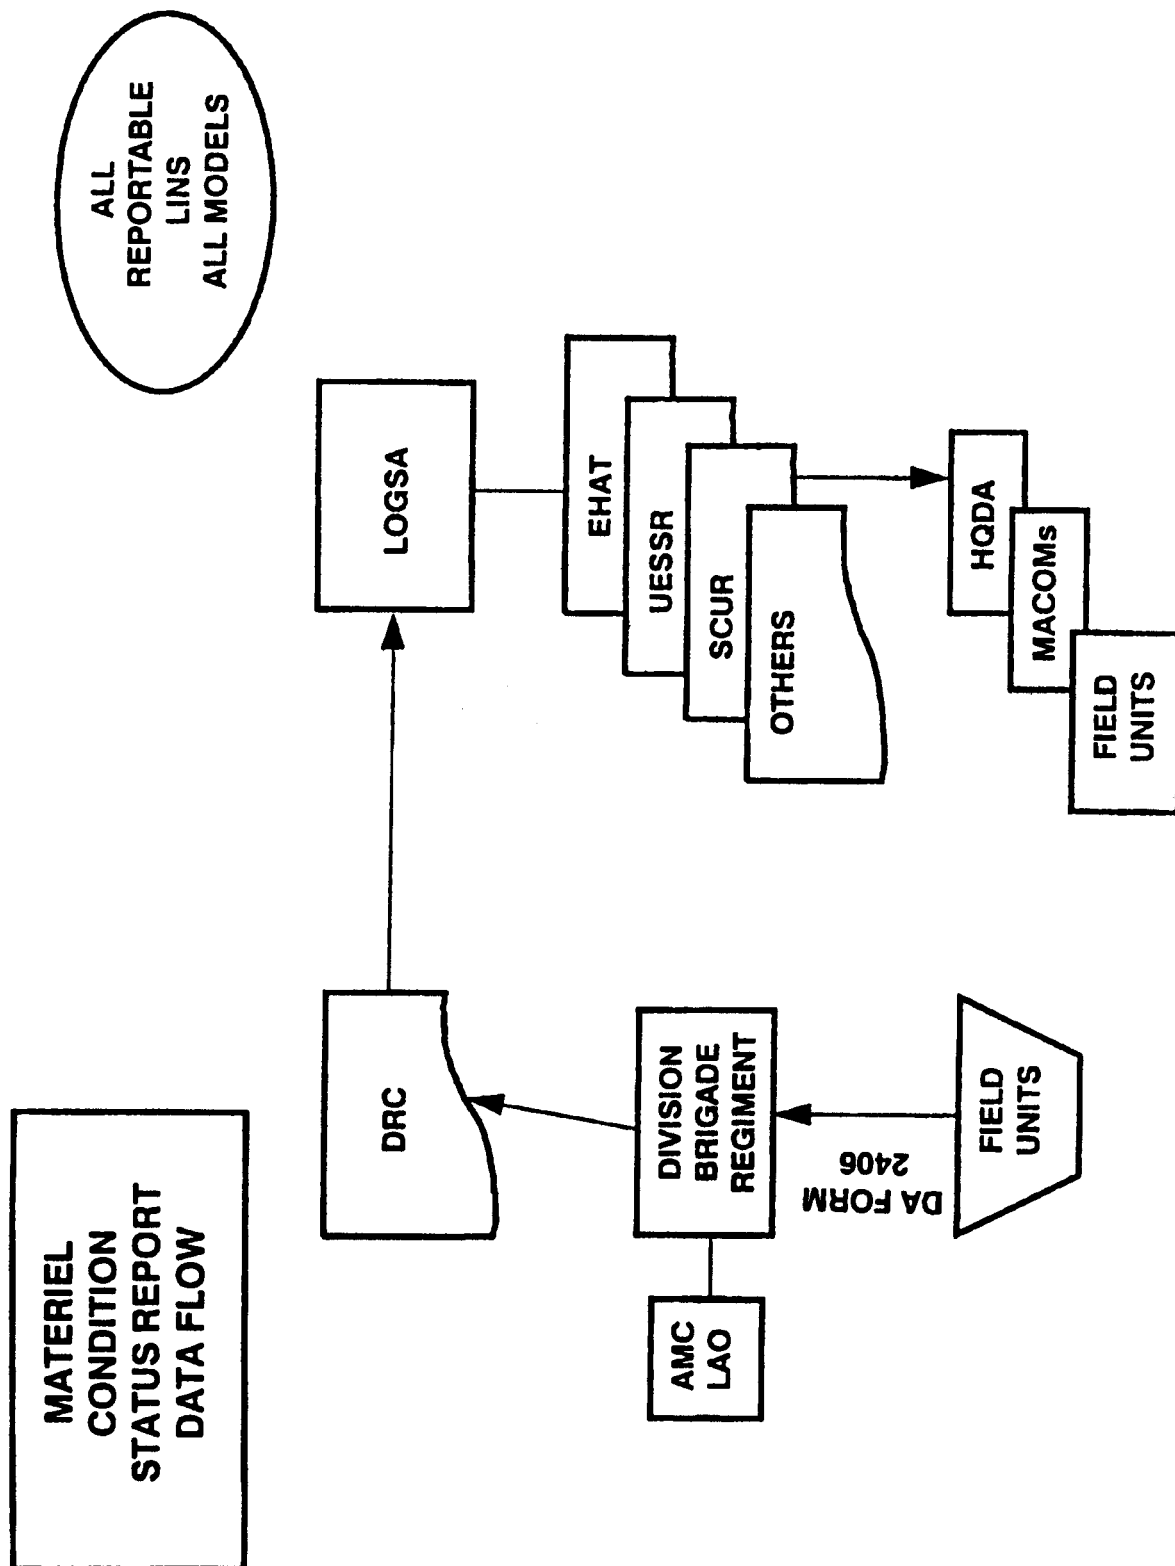 MATERIEL
CONDITION
STATUS REPORT
DATA FLOW
ALL
REPORTABLE
LINS
ALL MODELS
DRC
LOGSA
AMC
LAO
DIVISION
BRIGADE
REGIMENT
DA FORM
2406
FIELD
UNITS
EHAT
UESSR
SCUR
OTHERS
HQDA
MACOMs
FIELD
UNITS